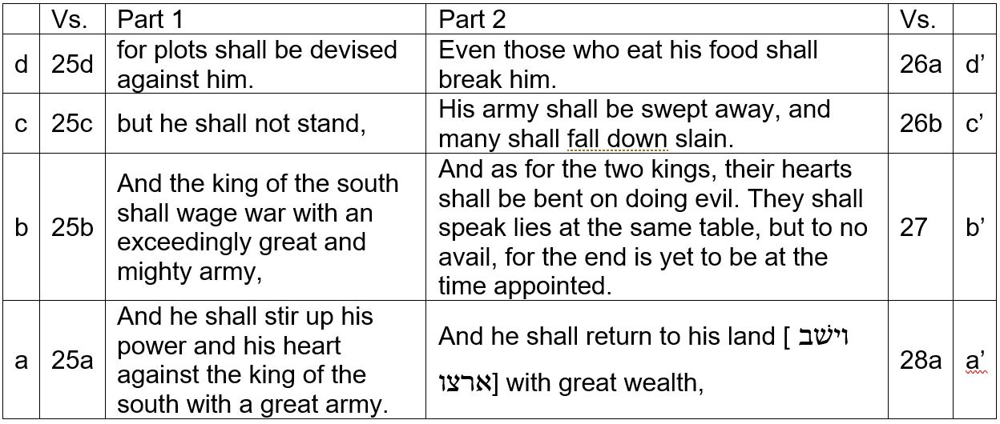 Vs.
Part 1
Part 2
Vs.
d
25d
for plots shall be devised
against him.
Even those who eat his food shall
break him.
26a
d’
c
25c
but he shall not stand,
His army shall be swept away, and
many shall fall down slain.
26b
c’
b
25b
And the king of the south
shall wage war with an
exceedingly great and
mighty army,
And as for the two kings, their hearts
shall be bent on doing evil. They shall
speak lies at the same table, but to no
avail, for the end is yet to be at the
time appointed.
27
b’
a
25a
And he shall stir up his
power and his heart
against the king of the
south with a great army.
And he shall return to his land [ וישׁב
ארצו] with great wealth,
28a
a’